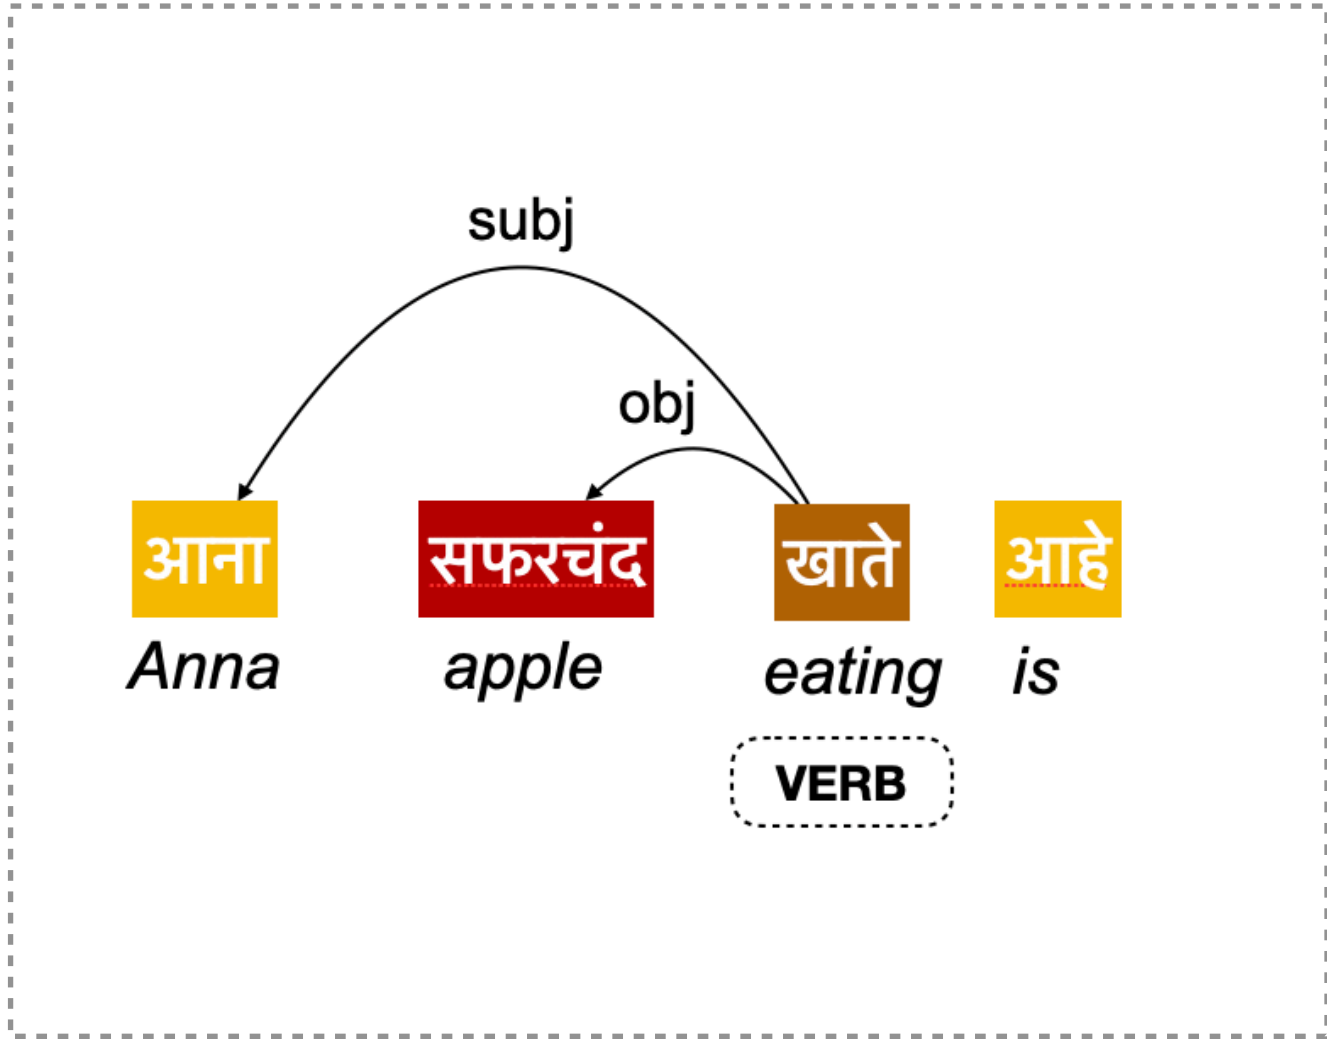 subj
obj
आना सफरचंद खाते आहे
Anna apple eating is
VERB